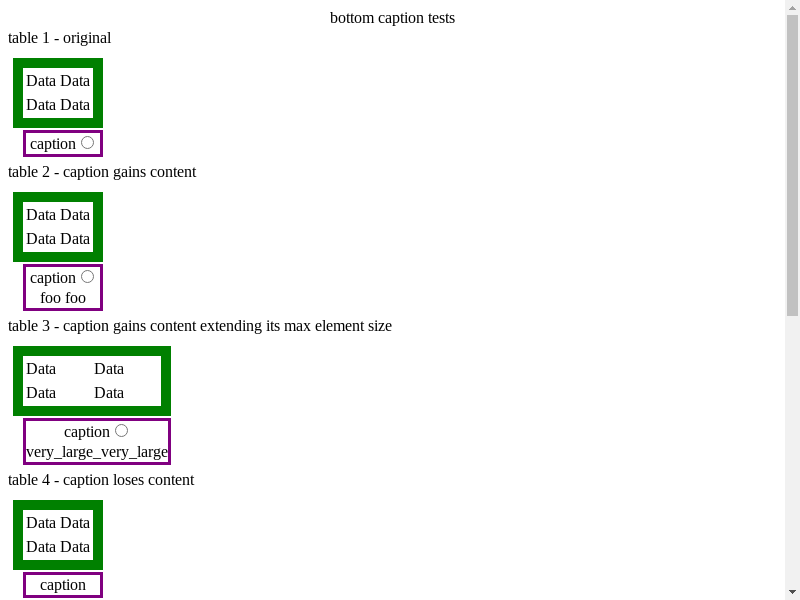 bottom caption tests
table 1 - original
Data Data
Data Data
caption
table 2 - caption gains content
Data Data
Data Data
caption
foo foo
table 3 - caption gains content extending its max element size
Data Data
Data Data
caption
very_large_very_large
table 4 - caption loses content
Data Data
Data Data
caption